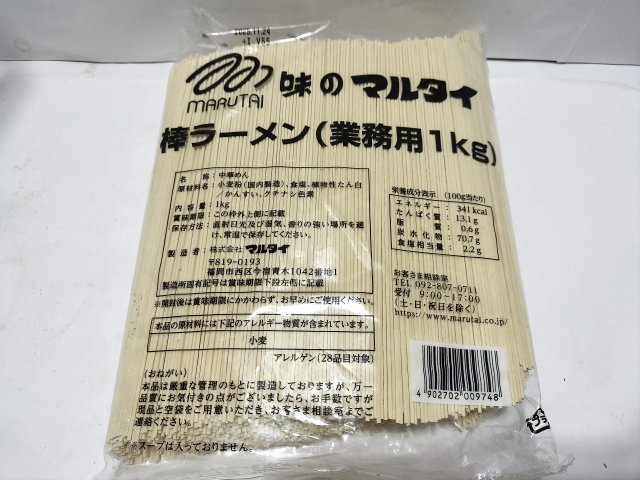 2025.11.24
+I V55
MARUTAI
味のマルタイ
棒ラーメン(業務用1kg)
名称:中華めん
原材料名:小麦粉(国内製造)、食塩、植物性たん白
/かんすい、クチナシ色素
内容量:1kg
賞味期限:この枠外上側に記載
保存方法:直射日光及び湿気、香りの強い場所を避
け、常温で保存してください。
製造者:株式会社 マルタイ
〒819-0193
福岡市西区今宿青木1042番地1
製造所固有記号は賞味期限下段左側に記載
※開封後は賞味期限にかかわらず、お早めにご使用ください。
本品の原材料には下記のアレルギー物質が含まれています。
小麦
アレルゲン(28品目対象)
(おねがい)
本品は厳重な管理のもとに製造しておりますが、万一
品質にお気付きの点がございましたら、お手数ですが
現品と空袋をご用意いただき、お客さま相談室までご
連絡ください。
※スープは入っておりません。
栄養成分表示 (100g当たり)
エネルギー: 341kcal
たんぱく質: 13.1g
脂質: 0.6g
炭水化物: 70.7g
食塩相当量: 2.2g
お客さま相談室
TEL 092-807-0711
受付 9:00-17:00
(土・日・祝日を除く)
https://www.marutai.co.jp/
4 902702 009748
プラ